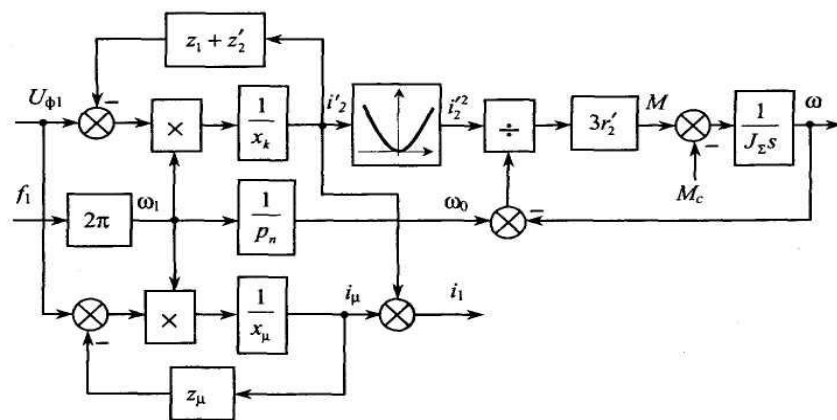 z₁ + z′₂
U_ф1
−
×
1
x_k
i′₂
i′₂²
÷
3r′₂
M
−
1
J_Σ s
ω
M_c
f₁
2π
ω₁
1
p_n
ω₀
−
−
×
1
x_μ
i_μ
i₁
z_μ